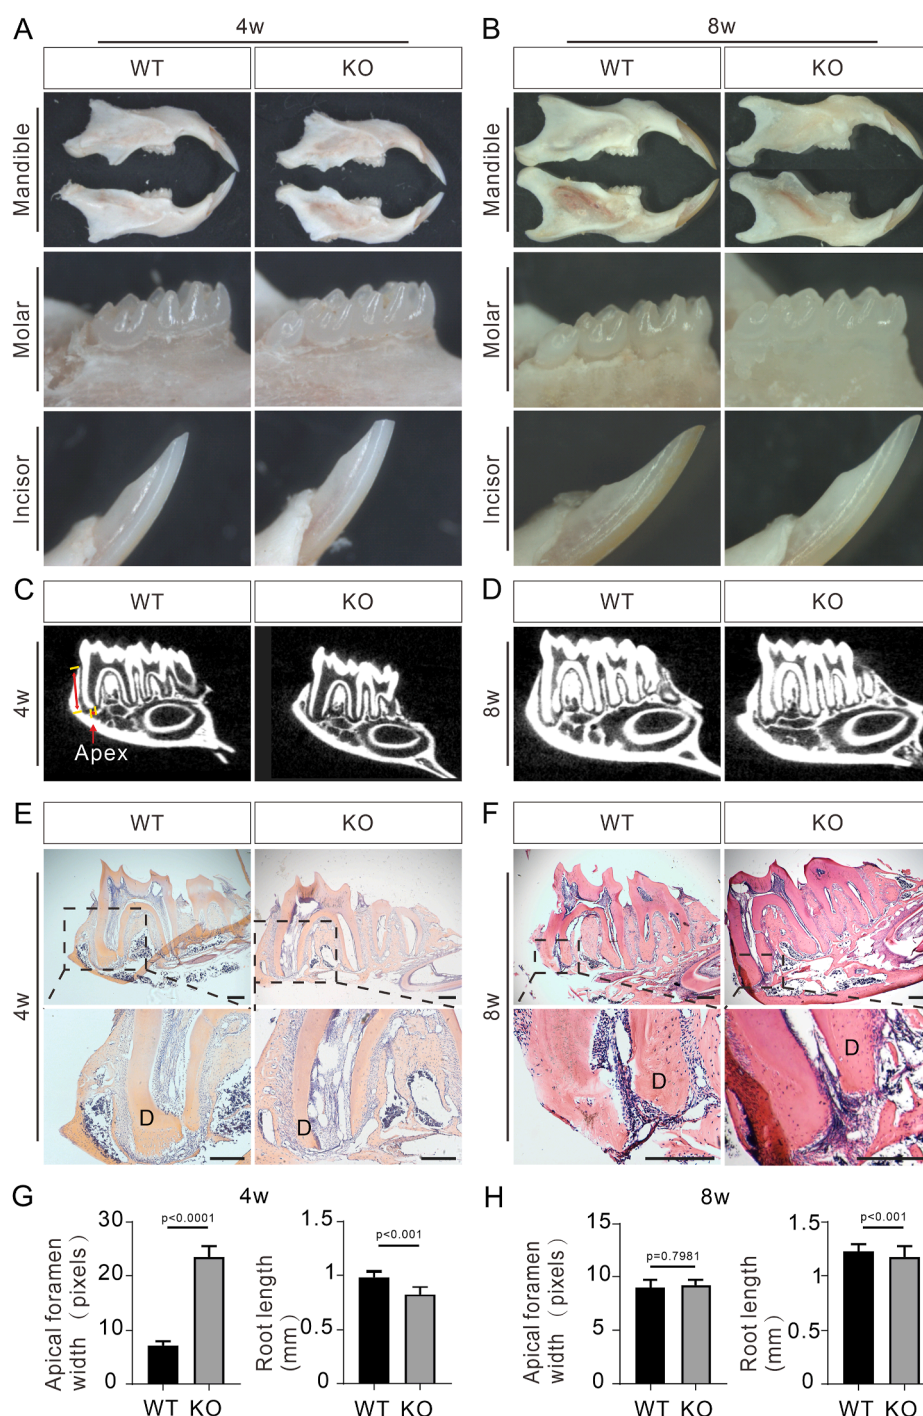 A
4w
B
8w
WT
KO
WT
KO
Mandible
Mandible
Molar
Molar
Incisor
Incisor
C
WT
KO
D
WT
KO
4w
Apex
8w
E
WT
KO
F
WT
KO
4w
8w
D
D
D
D
G
4w
H
8w
Apical foramen
width（pixels）
30
20
10
0
p<0.0001
WT KO
Root length
(mm)
1.5
1
0.5
0
p<0.001
WT KO
Apical foramen
width（pixels）
15
10
5
0
p=0.7981
WT KO
Root length
(mm)
1.5
1
0.5
0
p<0.001
WT KO